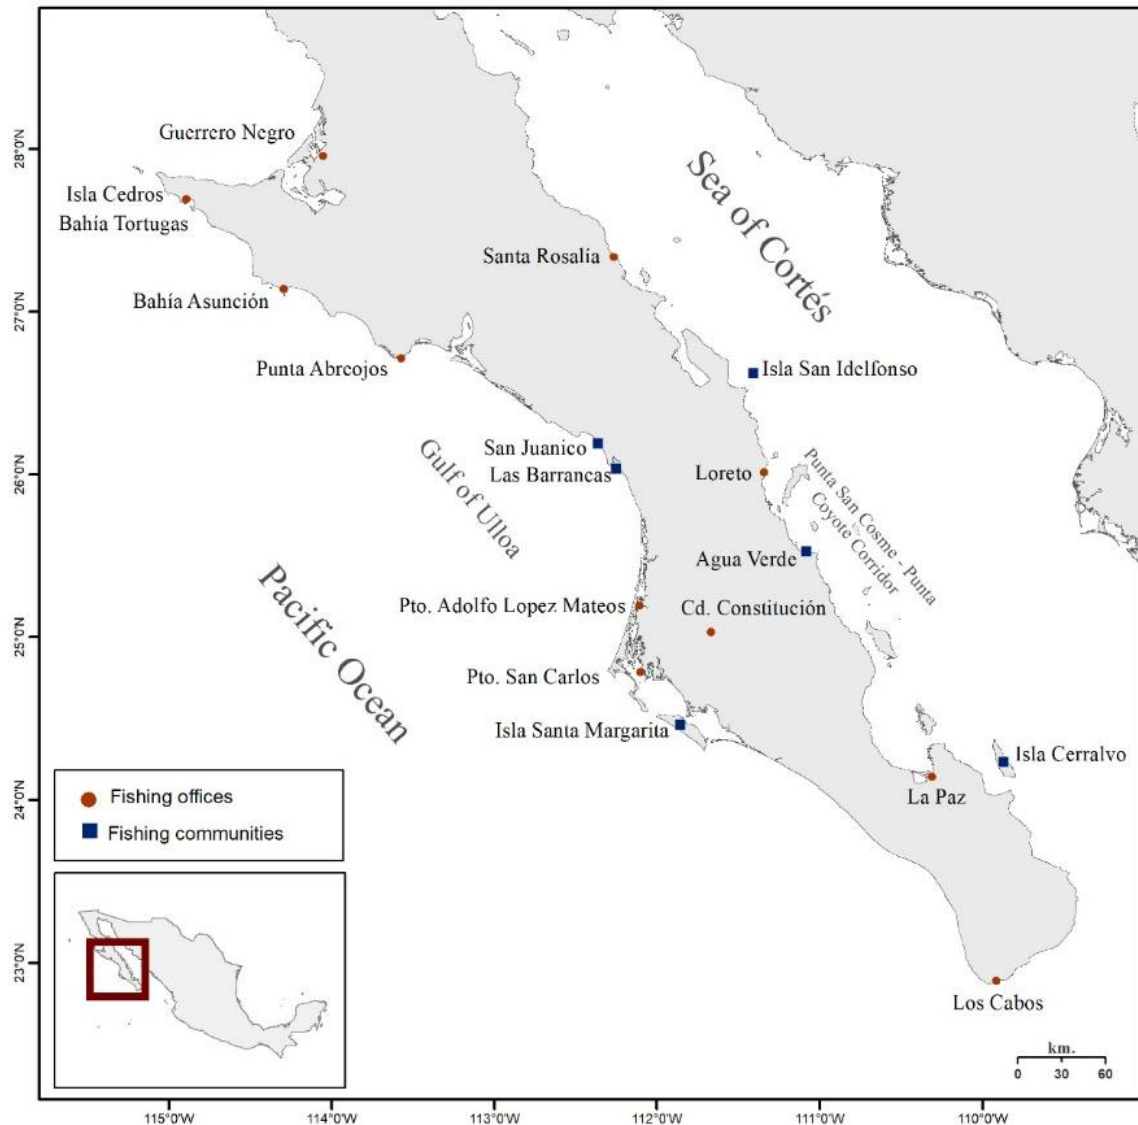 Guerrero Negro
Isla Cedros
Bahía Tortugas
Bahía Asunción
Punta Abreojos
Santa Rosalía
Sea of Cortés
Isla San Idelfonso
San Juanico
Las Barrancas
Gulf of Ulloa
Loreto
Punta San Cosme - Punta
Coyote Corridor
Agua Verde
Pto. Adolfo Lopez Mateos
Cd. Constitución
Pacific Ocean
Pto. San Carlos
Isla Santa Margarita
Isla Cerralvo
La Paz
Los Cabos
Fishing offices
Fishing communities
km.
0 30 60
28°0'N
27°0'N
26°0'N
25°0'N
24°0'N
23°0'N
115°0'W
114°0'W
113°0'W
112°0'W
111°0'W
110°0'W